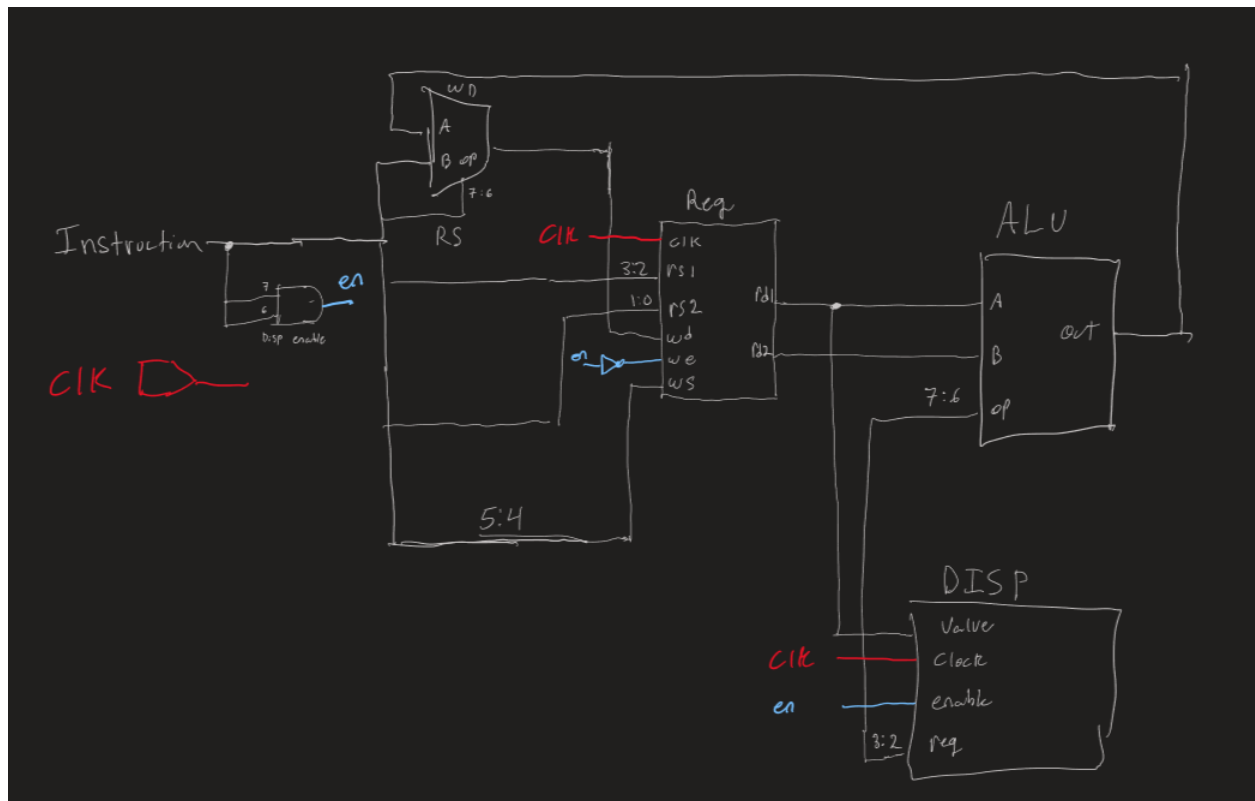 WD
A
B op
7:6
Instruction
RS
7
6
en
Disp enable
Clk
Reg
Clk
clk
3:2
rs1
1:0
rs2
wd
en
we
ws
rd1
rd2
5:4
ALU
A
B
7:6
op
Out
DISP
Value
Clk
Clock
en
enable
3:2
reg